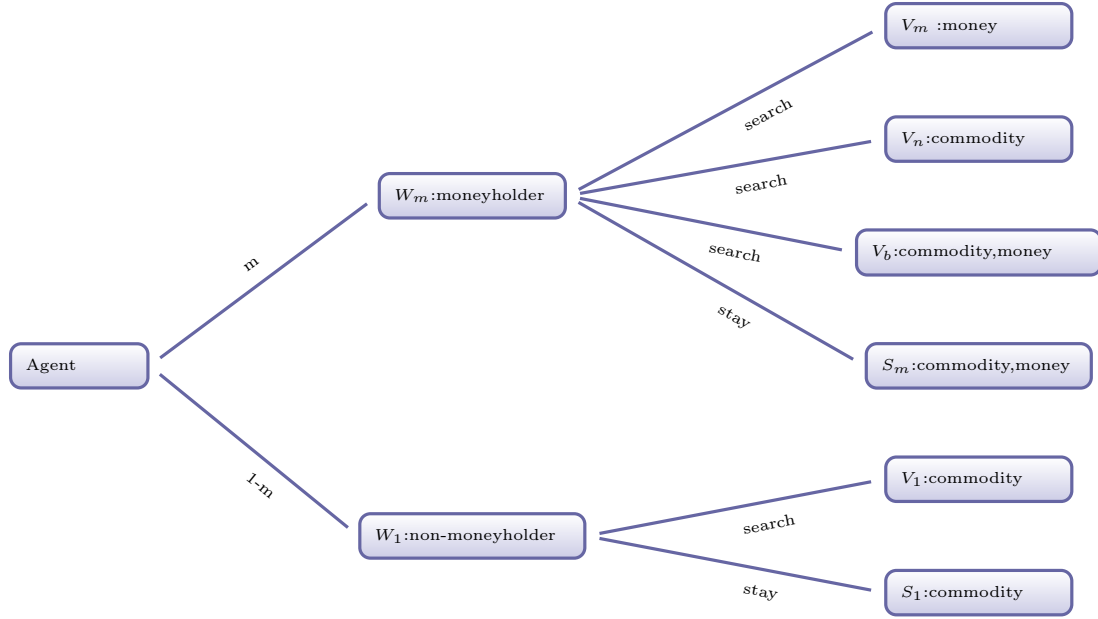 V_m :money
search
V_n:commodity
search
W_m:moneyholder
search
V_b:commodity,money
m
stay
S_m:commodity,money
Agent
1-m
V_1:commodity
search
W_1:non-moneyholder
stay
S_1:commodity